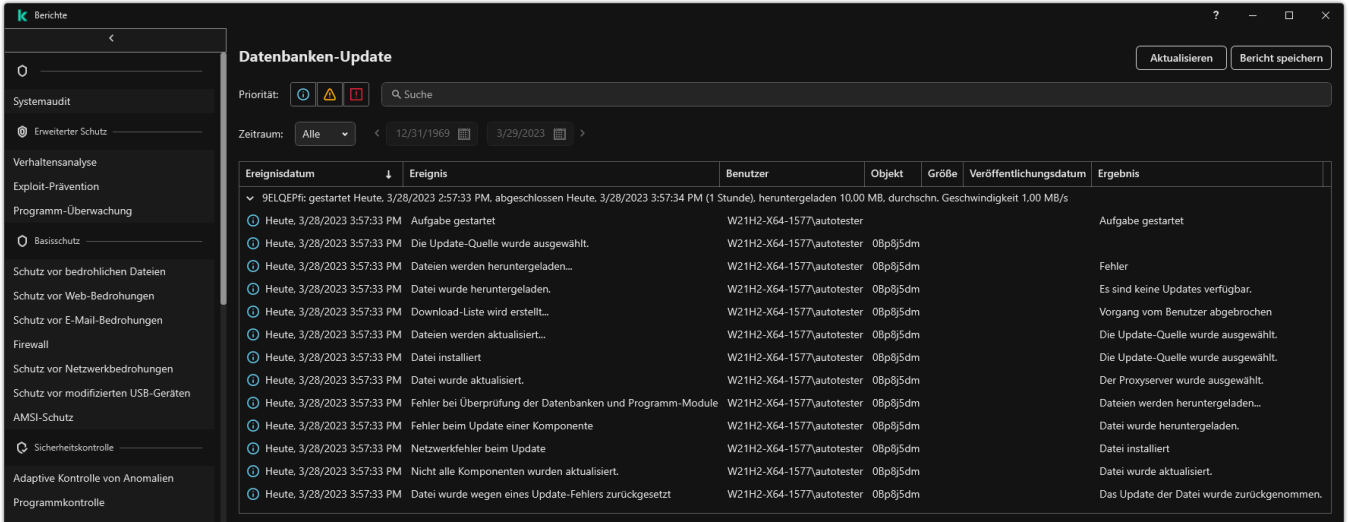 Berichte
?
Datenbanken-Update
Aktualisieren
Bericht speichern
Systemaudit
Erweiterter Schutz
Verhaltensanalyse
Exploit-Prävention
Programm-Überwachung
Basisschutz
Schutz vor bedrohlichen Dateien
Schutz vor Web-Bedrohungen
Schutz vor E-Mail-Bedrohungen
Firewall
Schutz vor Netzwerkbedrohungen
Schutz vor modifizierten USB-Geräten
AMSI-Schutz
Sicherheitskontrolle
Adaptive Kontrolle von Anomalien
Programmkontrolle
Priorität:
Suche
Zeitraum: Alle 12/31/1969 3/29/2023
Ereignisdatum Ereignis Benutzer Objekt Größe Veröffentlichungsdatum Ergebnis
9ELQEPfi: gestartet Heute, 3/28/2023 2:57:33 PM, abgeschlossen Heute, 3/28/2023 3:57:34 PM (1 Stunde), heruntergeladen 10,00 MB, durchschn. Geschwindigkeit 1,00 MB/s
Heute, 3/28/2023 3:57:33 PM Aufgabe gestartet W21H2-X64-1577\autotester Aufgabe gestartet
Heute, 3/28/2023 3:57:33 PM Die Update-Quelle wurde ausgewählt. W21H2-X64-1577\autotester 0Bp8j5dm
Heute, 3/28/2023 3:57:33 PM Dateien werden heruntergeladen... W21H2-X64-1577\autotester 0Bp8j5dm Fehler
Heute, 3/28/2023 3:57:33 PM Datei wurde heruntergeladen. W21H2-X64-1577\autotester 0Bp8j5dm Es sind keine Updates verfügbar.
Heute, 3/28/2023 3:57:33 PM Download-Liste wird erstellt... W21H2-X64-1577\autotester 0Bp8j5dm Vorgang vom Benutzer abgebrochen
Heute, 3/28/2023 3:57:33 PM Dateien werden aktualisiert... W21H2-X64-1577\autotester 0Bp8j5dm Die Update-Quelle wurde ausgewählt.
Heute, 3/28/2023 3:57:33 PM Datei installiert W21H2-X64-1577\autotester 0Bp8j5dm Die Update-Quelle wurde ausgewählt.
Heute, 3/28/2023 3:57:33 PM Datei wurde aktualisiert. W21H2-X64-1577\autotester 0Bp8j5dm Der Proxyserver wurde ausgewählt.
Heute, 3/28/2023 3:57:33 PM Fehler bei Überprüfung der Datenbanken und Programm-Module W21H2-X64-1577\autotester 0Bp8j5dm Dateien werden heruntergeladen...
Heute, 3/28/2023 3:57:33 PM Fehler beim Update einer Komponente W21H2-X64-1577\autotester 0Bp8j5dm Datei wurde heruntergeladen.
Heute, 3/28/2023 3:57:33 PM Netzwerkfehler beim Update W21H2-X64-1577\autotester 0Bp8j5dm Datei installiert
Heute, 3/28/2023 3:57:33 PM Nicht alle Komponenten wurden aktualisiert. W21H2-X64-1577\autotester 0Bp8j5dm Datei wurde aktualisiert.
Heute, 3/28/2023 3:57:33 PM Datei wurde wegen eines Update-Fehlers zurückgesetzt W21H2-X64-1577\autotester 0Bp8j5dm Das Update der Datei wurde zurückgenommen.